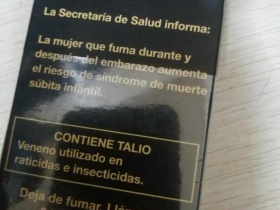 La Secretaría de Salud informa:
La mujer que fuma durante y
después del embarazo aumenta
el riesgo de síndrome de muerte
súbita infantil.
CONTIENE TALIO
Veneno utilizado en
raticidas e insecticidas.
Deja de fumar.